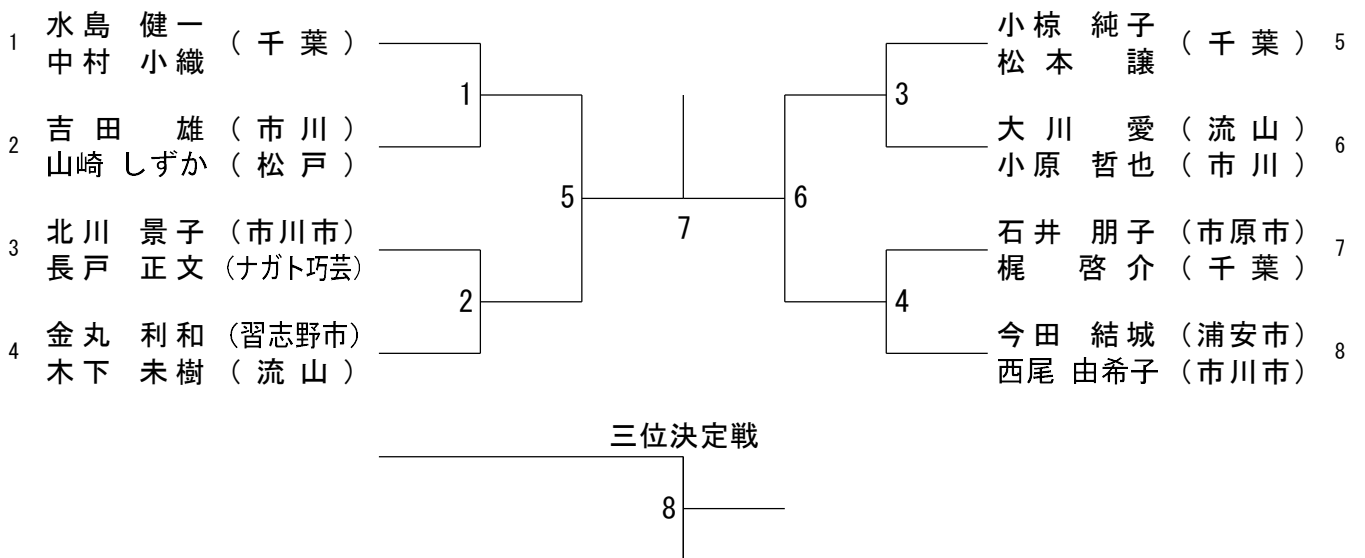 1 水島 健一 (千葉)
中村 小織
2 吉田 雄 (市川)
山崎 しずか (松戸)
3 北川 景子 (市川市)
長戸 正文 (ナガト巧芸)
4 金丸 利和 (習志野市)
木下 未樹 (流山)
1
5
2
7
3
6
4
小椋 純子 (千葉) 5
松本 譲
大川 愛 (流山) 6
小原 哲也 (市川)
石井 朋子 (市原市) 7
梶 啓介 (千葉)
今田 結城 (浦安市) 8
西尾 由希子 (市川市)
三位決定戦
8